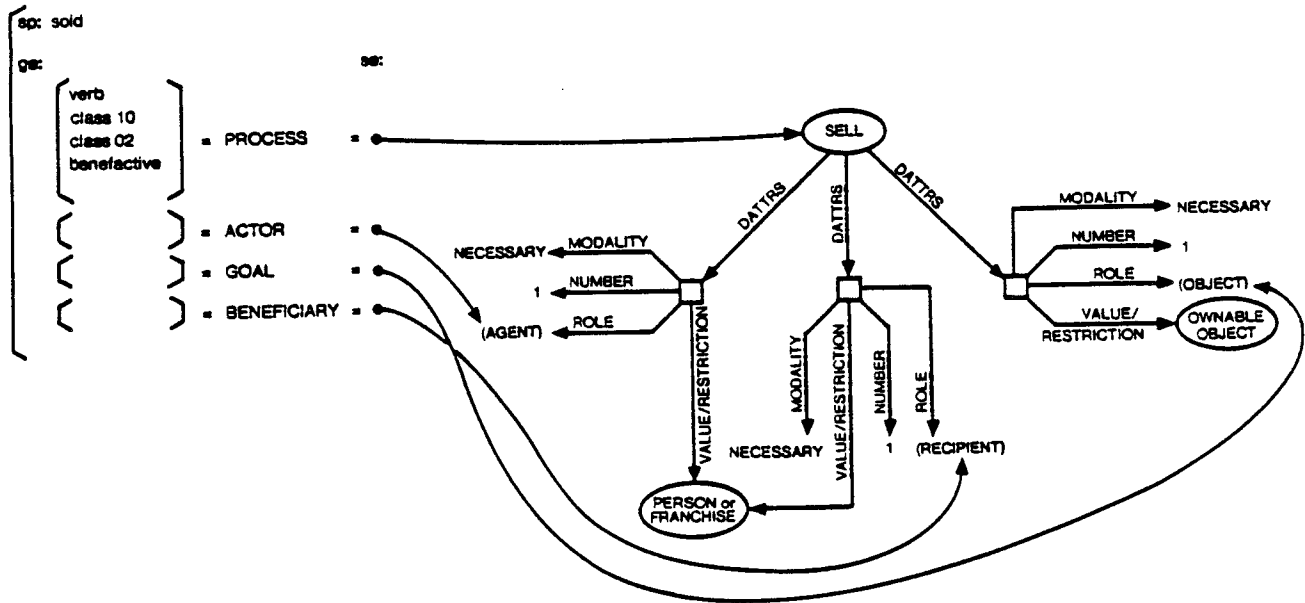 sp: sold
ge:
se:
verb
class 10
class 02
benefactive
= PROCESS =
= ACTOR =
= GOAL =
= BENEFICIARY =
SELL
DATTRS
DATTRS
DATTRS
NECESSARY
MODALITY
1
NUMBER
(AGENT)
ROLE
VALUE/RESTRICTION
PERSON or
FRANCHISE
MODALITY
NECESSARY
VALUE/RESTRICTION
NUMBER
1
ROLE
(RECIPIENT)
MODALITY
NECESSARY
NUMBER
1
ROLE
(OBJECT)
VALUE/
RESTRICTION
OWNABLE
OBJECT